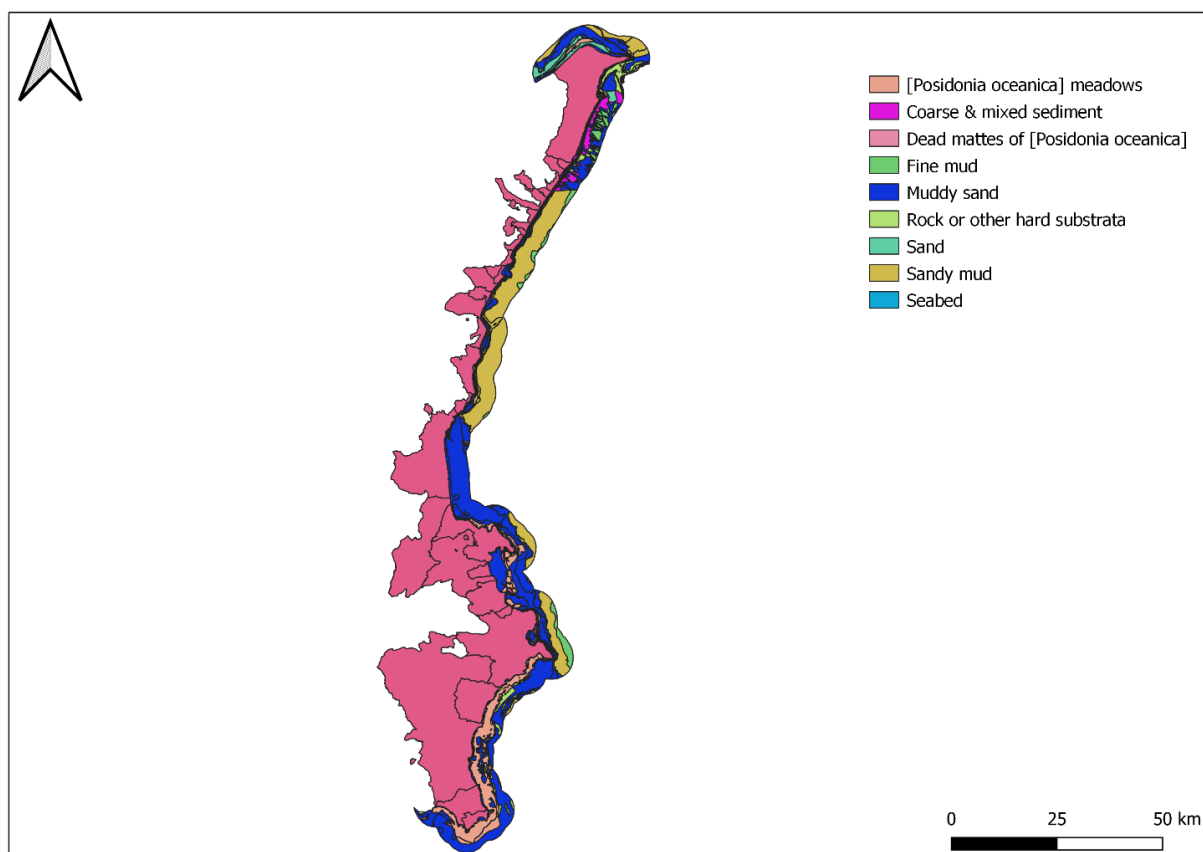 [Posidonia oceanica] meadows
Coarse & mixed sediment
Dead mattes of [Posidonia oceanica]
Fine mud
Muddy sand
Rock or other hard substrata
Sand
Sandy mud
Seabed
0 25 50 km